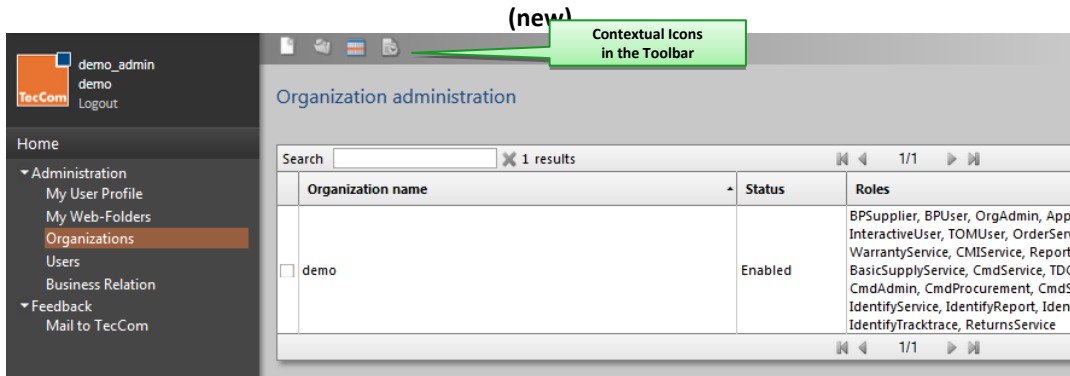 (new)
Contextual Icons
in the Toolbar
demo_admin
demo
TecCom
Logout
Organization administration
Home
Search 1 results 1/1
Administration
My User Profile
Organization name Status Roles
My Web-Folders
Organizations
Users
Business Relation
Feedback
Mail to TecCom
demo Enabled
BPSupplier, BPUser, OrgAdmin, App
InteractiveUser, TOMUser, OrderSer
WarrantyService, CMIService, Report
BasicSupplyService, CmdService, TD
CmdAdmin, CmdProcurement, Cmd
IdentifyService, IdentifyReport, Iden
IdentifyTracktrace, ReturnsService
1/1